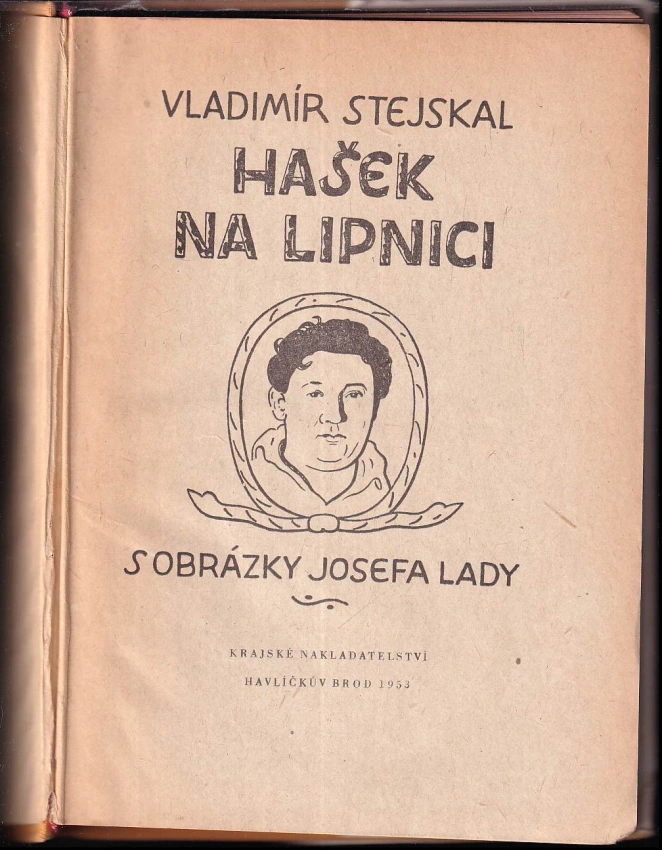 VLADIMÍR STEJSKAL
HAŠEK
NA LIPNICI
S OBRÁZKY JOSEFA LADY
KRAJSKÉ NAKLADATELSTVÍ
HAVLÍČKŮV BROD 1953